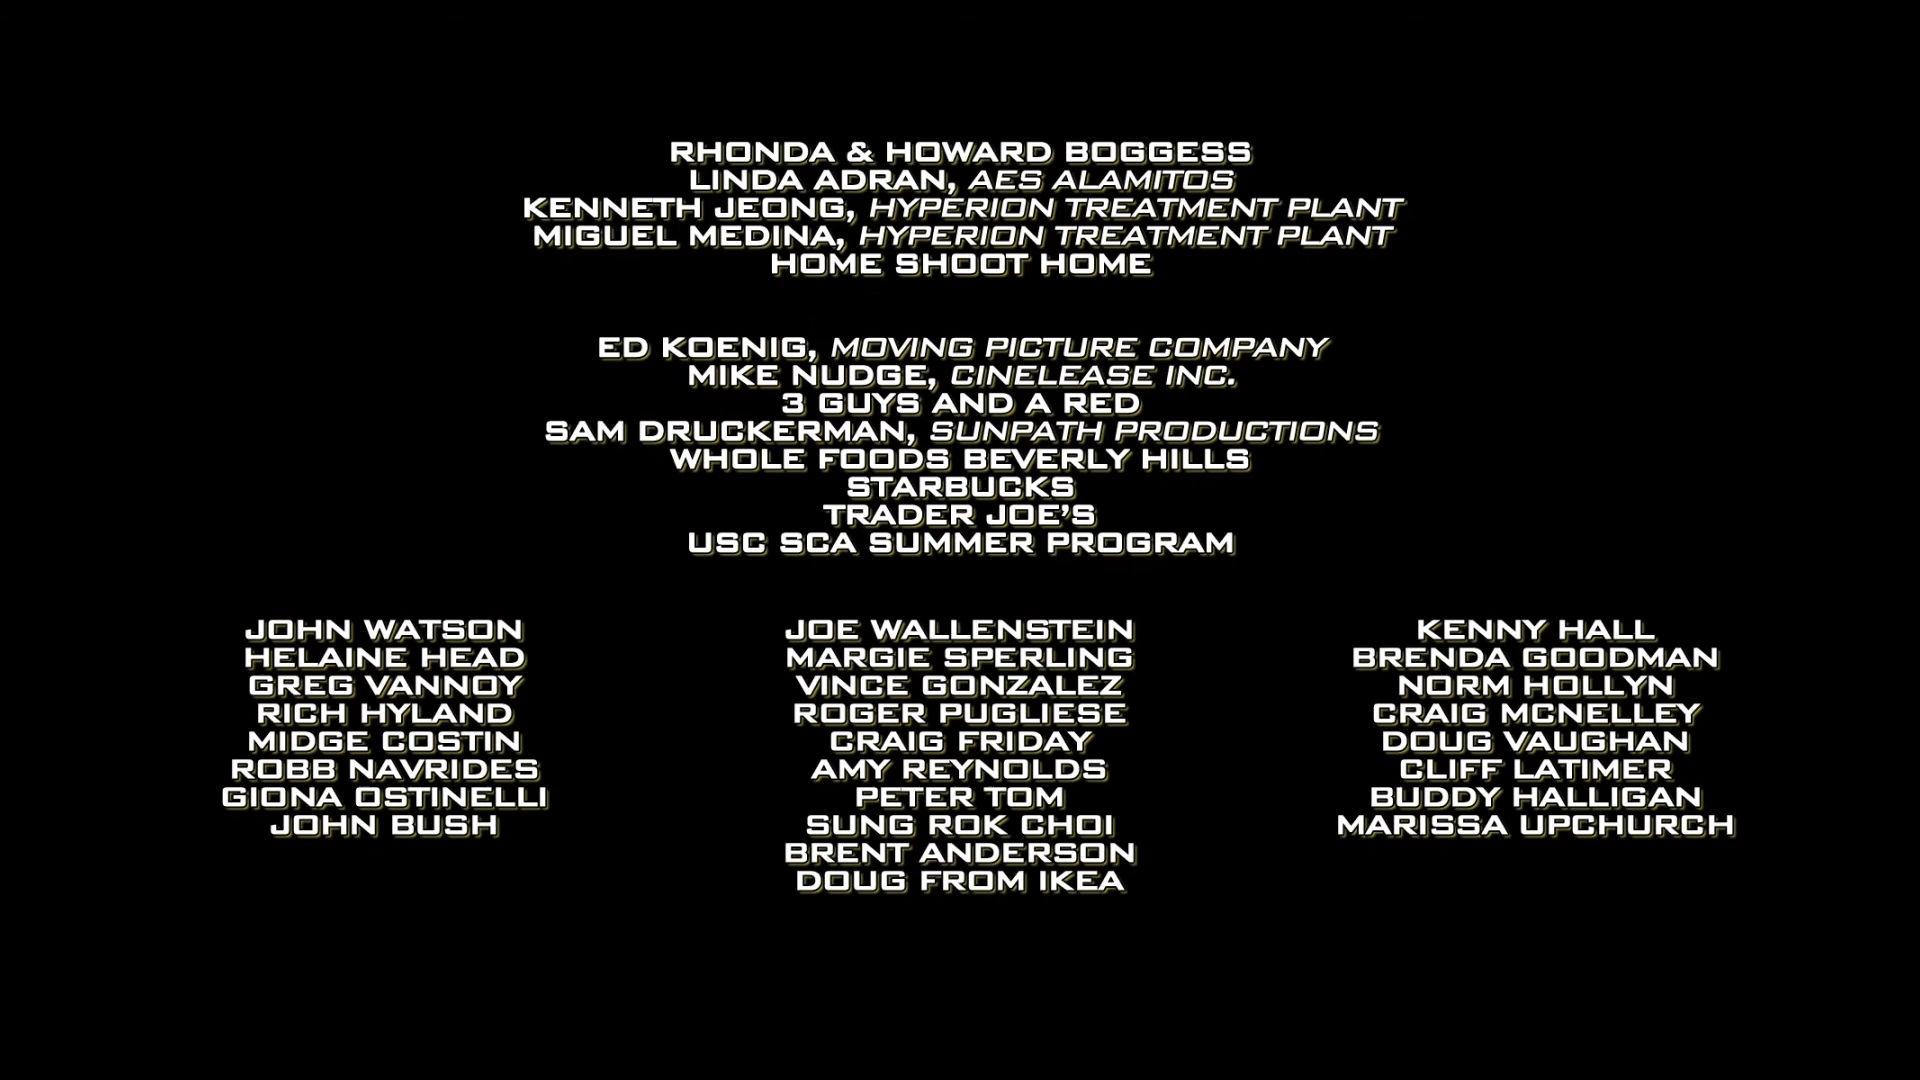 RHONDA & HOWARD BOGGESS
LINDA ADRAN, AES ALAMITOS
KENNETH JEONG, HYPERION TREATMENT PLANT
MIGUEL MEDINA, HYPERION TREATMENT PLANT
HOME SHOOT HOME
ED KOENIG, MOVING PICTURE COMPANY
MIKE NUDGE, CINELEASE INC.
3 GUYS AND A RED
SAM DRUCKERMAN, SUNPATH PRODUCTIONS
WHOLE FOODS BEVERLY HILLS
STARBUCKS
TRADER JOE'S
USC SCA SUMMER PROGRAM
JOHN WATSON
HELAINE HEAD
GREG VANNOY
RICH HYLAND
MIDGE COSTIN
ROBB NAVRIDES
GIONA OSTINELLI
JOHN BUSH
JOE WALLENSTEIN
MARGIE SPERLING
VINCE GONZALEZ
ROGER PUGLIESE
CRAIG FRIDAY
AMY REYNOLDS
PETER TOM
SUNG ROK CHOI
BRENT ANDERSON
DOUG FROM IKEA
KENNY HALL
BRENDA GOODMAN
NORM HOLLYN
CRAIG MCNELLEY
DOUG VAUGHAN
CLIFF LATIMER
BUDDY HALLIGAN
MARISSA UPCHURCH